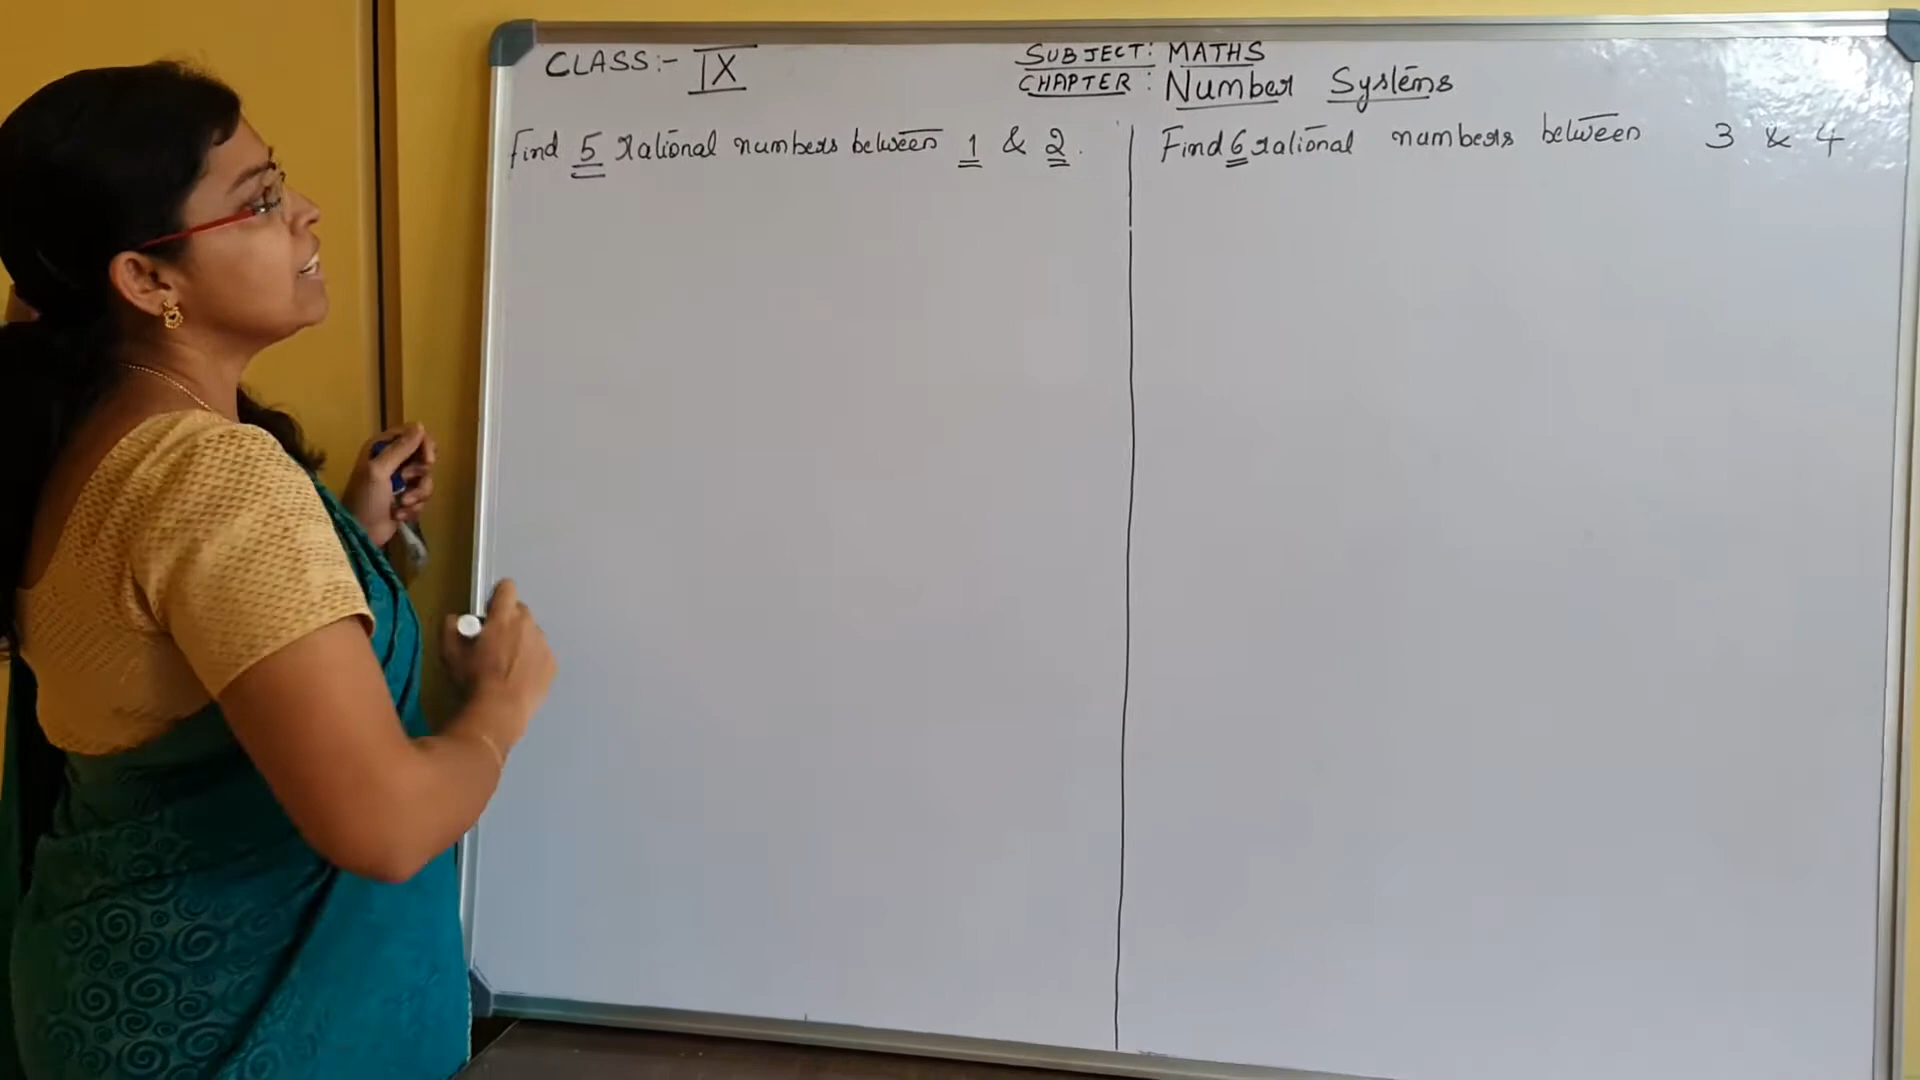 CLASS:- IX
SUBJECT: MATHS
CHAPTER: Number Systems
Find 5 rational numbers between 1 & 2.
Find 6 rational numbers between 3 & 4